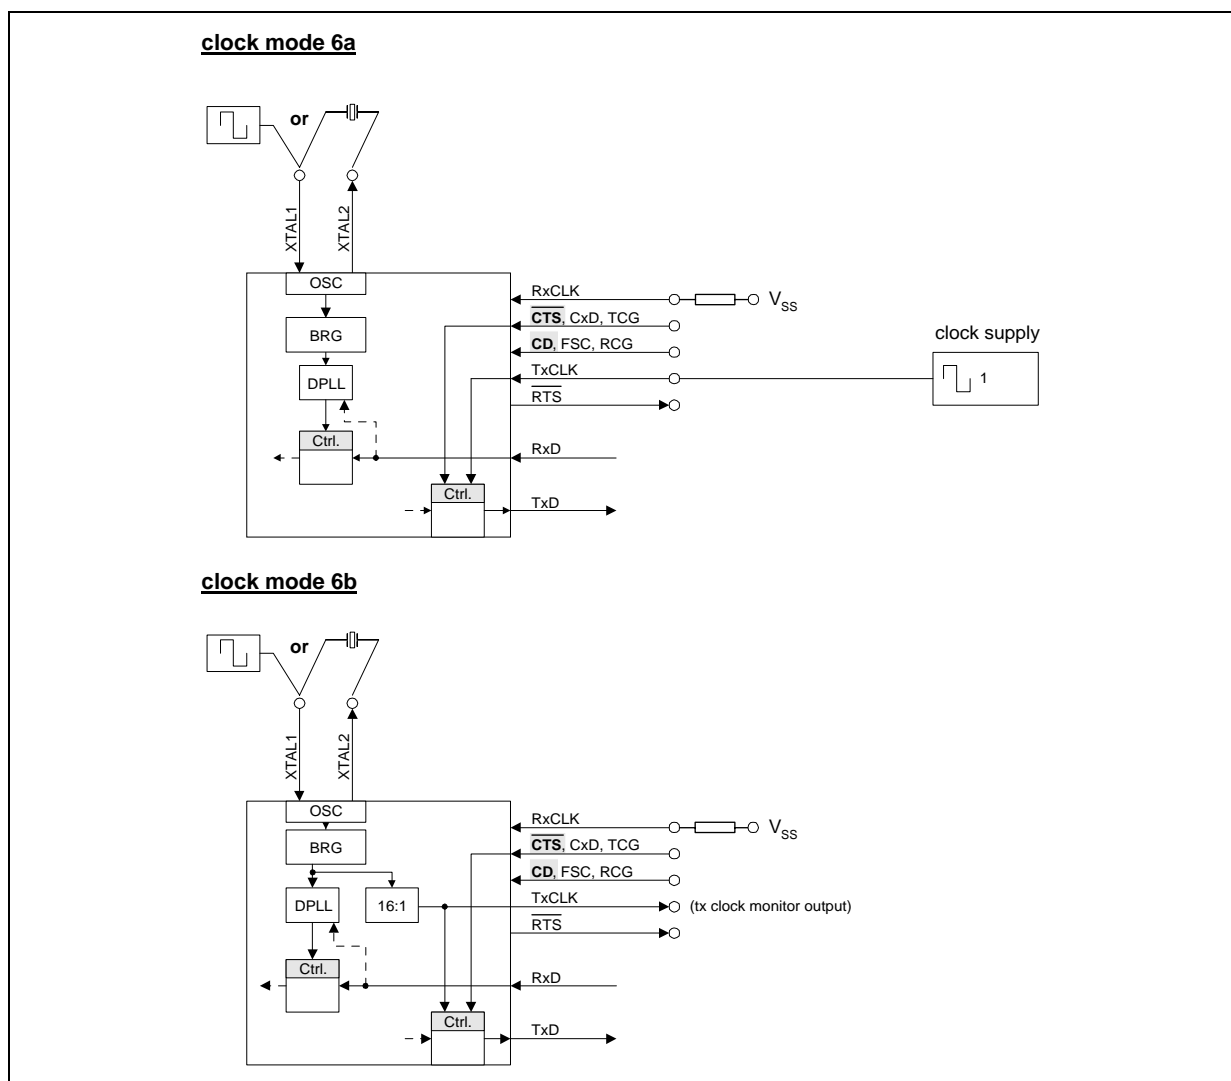 clock mode 6a
or
XTAL1
XTAL2
OSC
RxCLK
VSS
CTS, CxD, TCG
BRG
CD, FSC, RCG
clock supply
TxCLK
1
DPLL
RTS
Ctrl.
RxD
Ctrl.
TxD
clock mode 6b
or
XTAL1
XTAL2
OSC
RxCLK
VSS
CTS, CxD, TCG
BRG
CD, FSC, RCG
DPLL
16:1
TxCLK
(tx clock monitor output)
RTS
Ctrl.
RxD
Ctrl.
TxD